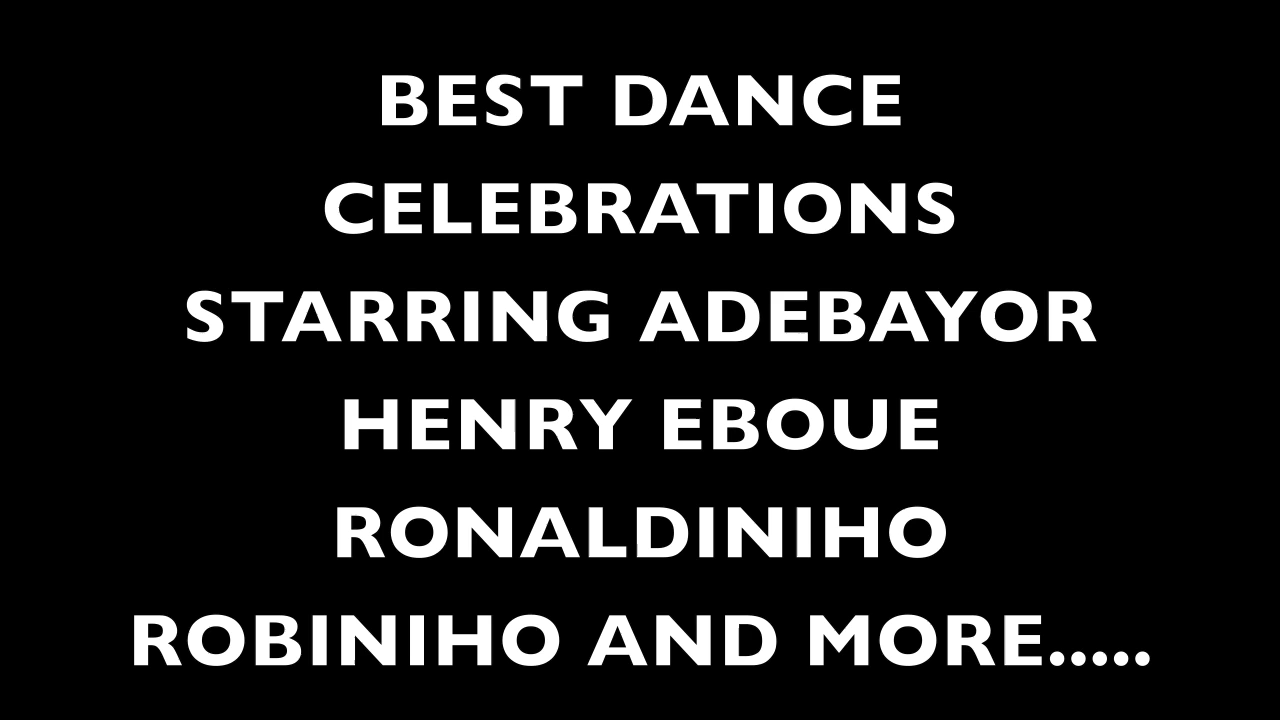 BEST DANCE
CELEBRATIONS
STARRING ADEBAYOR
HENRY EBOUE
RONALDINIHO
ROBINIHO AND MORE.....